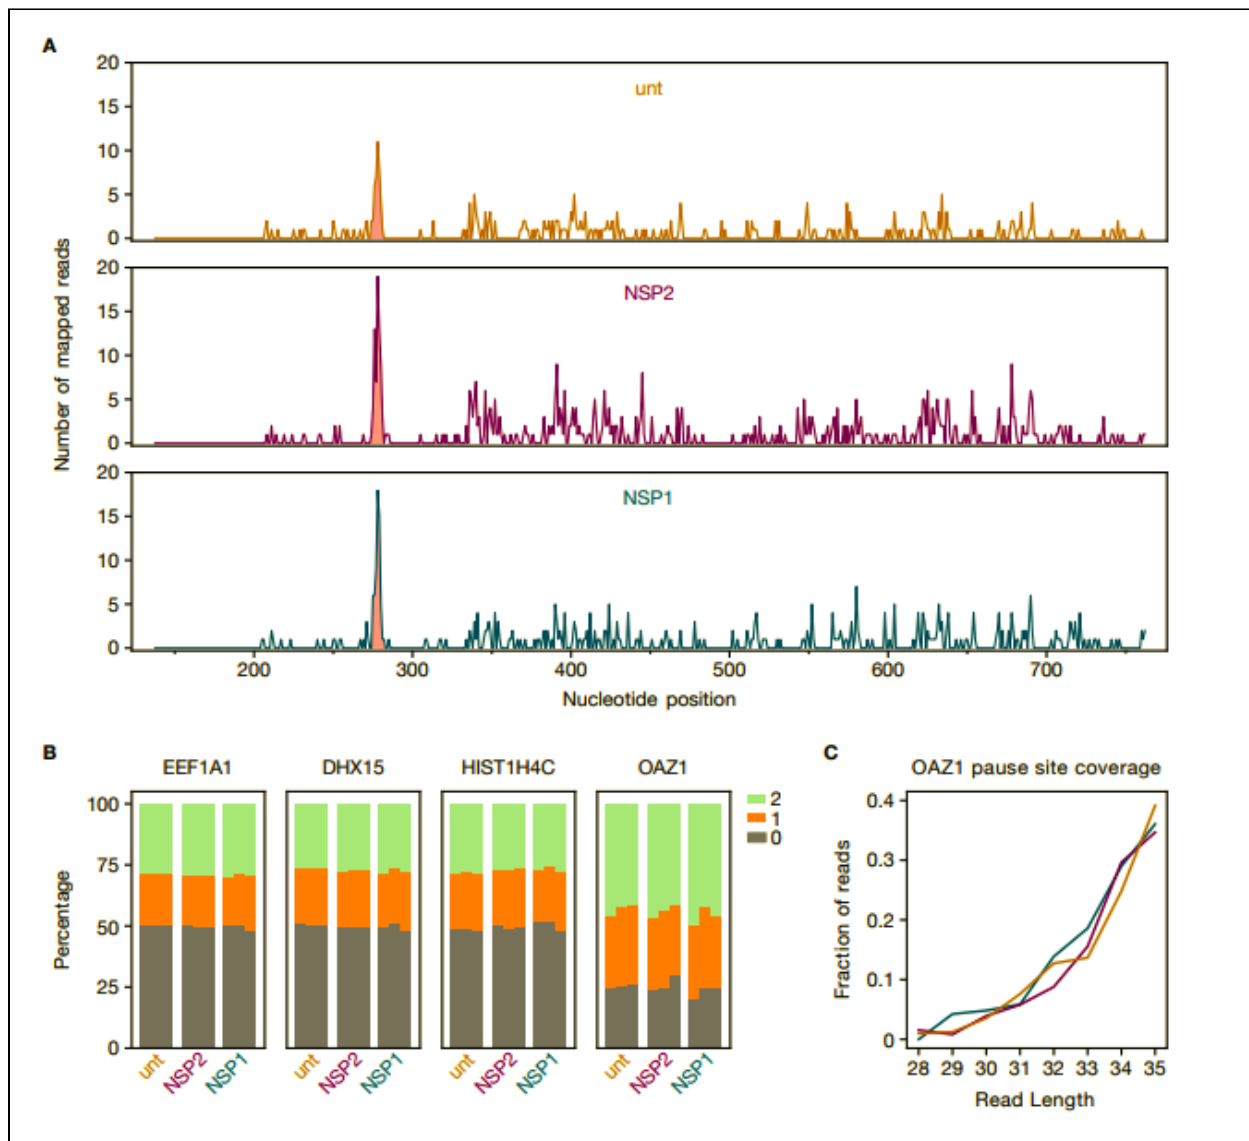 A
Number of mapped reads
20
15
10
5
0
unt
20
15
10
5
0
NSP2
20
15
10
5
0
NSP1
200 300 400 500 600 700
Nucleotide position
B
EEF1A1 DHX15 HIST1H4C OAZ1
Percentage
100
75
50
25
0
2
1
0
unt NSP2 NSP1 unt NSP2 NSP1 unt NSP2 NSP1 unt NSP2 NSP1
C
OAZ1 pause site coverage
Fraction of reads
0.4
0.3
0.2
0.1
0
28 29 30 31 32 33 34 35
Read Length